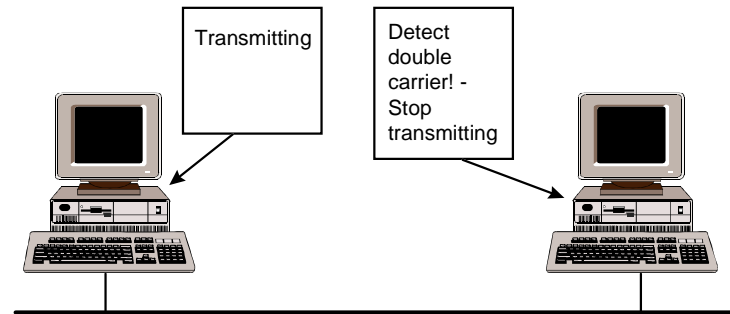 Transmitting
Detect
double
carrier! -
Stop
transmitting